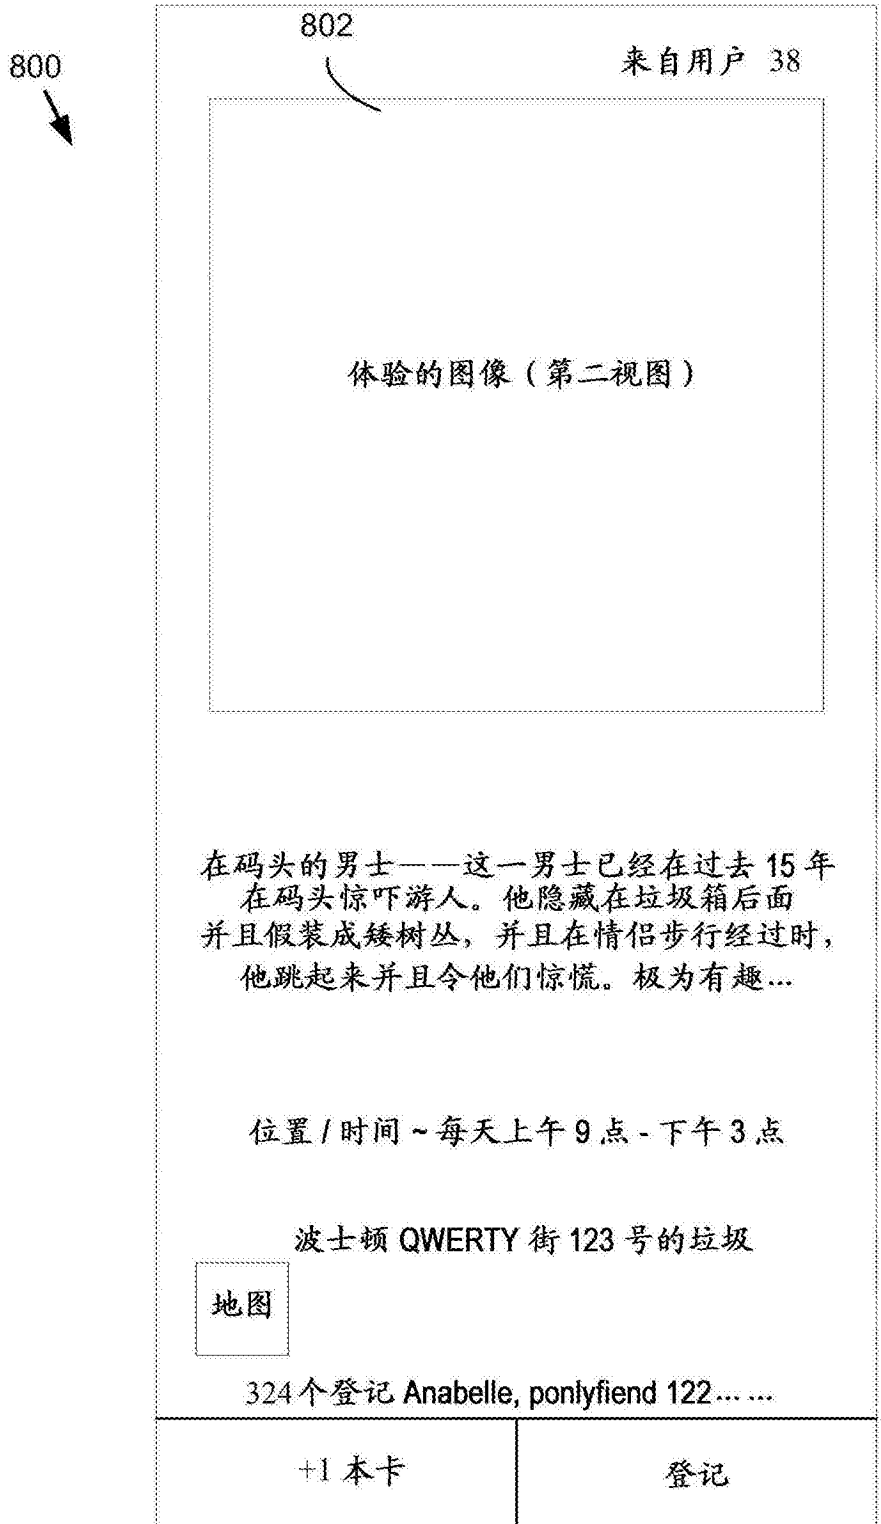 802
800
来自用户 38
体验的图像（第二视图）
在码头的男士——这一男士已经在过去 15 年
在码头惊吓游人。他隐藏在垃圾箱后面
并且假装成矮树丛，并且在情侣步行经过时，
他跳起来并且令他们惊慌。极为有趣...
位置 / 时间 ~ 每天上午 9 点 - 下午 3 点
波士顿 QWERTY 街 123 号的垃圾
地图
324个登记 Anabelle, ponlyfiend 122... ...
+1 本卡
登记